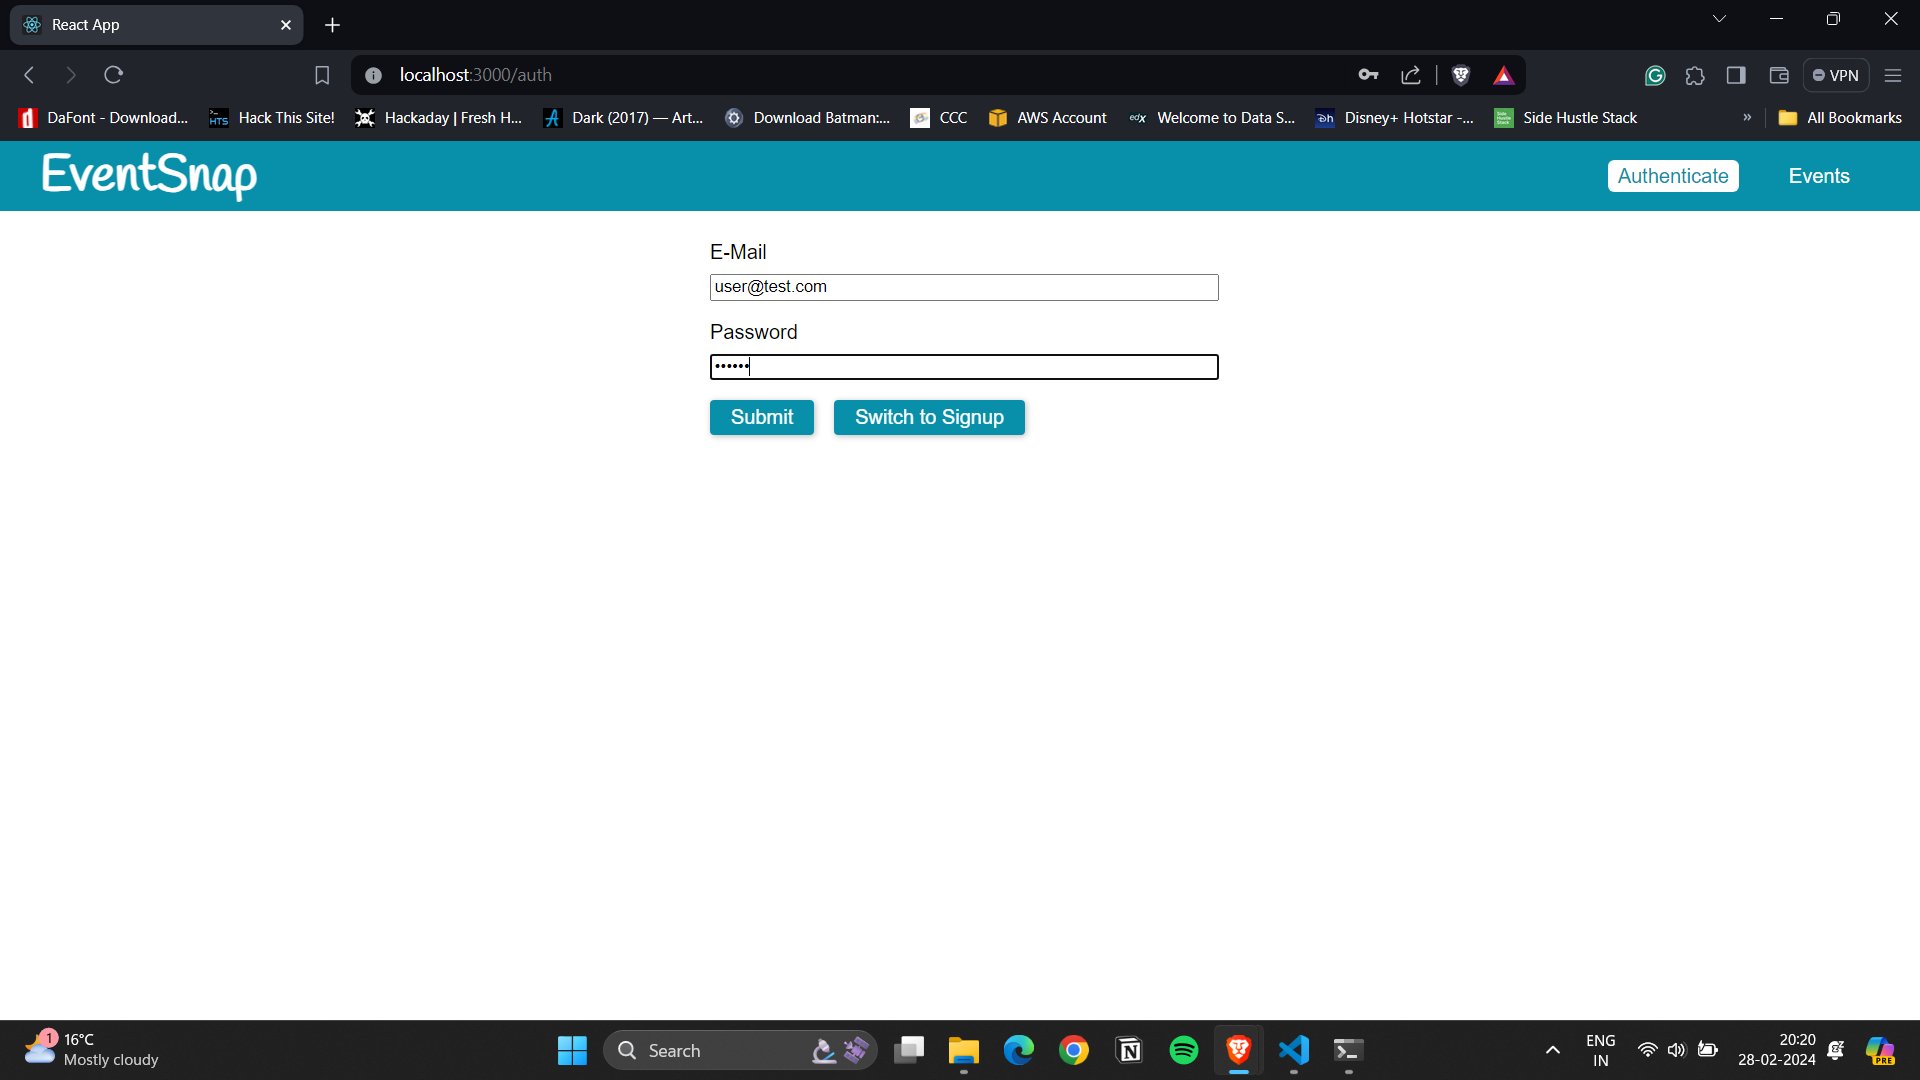 React App
localhost:3000/auth
VPN
DaFont - Download... Hack This Site! Hackaday | Fresh H... Dark (2017) — Art... Download Batman:... CCC AWS Account edX Welcome to Data S... Disney+ Hotstar -... Side Hustle Stack » All Bookmarks
EventSnap
Authenticate Events
E-Mail
user@test.com
Password
••••••
Submit Switch to Signup
1
16°C
Mostly cloudy
Search
ENG
IN
20:20
28-02-2024
PRE